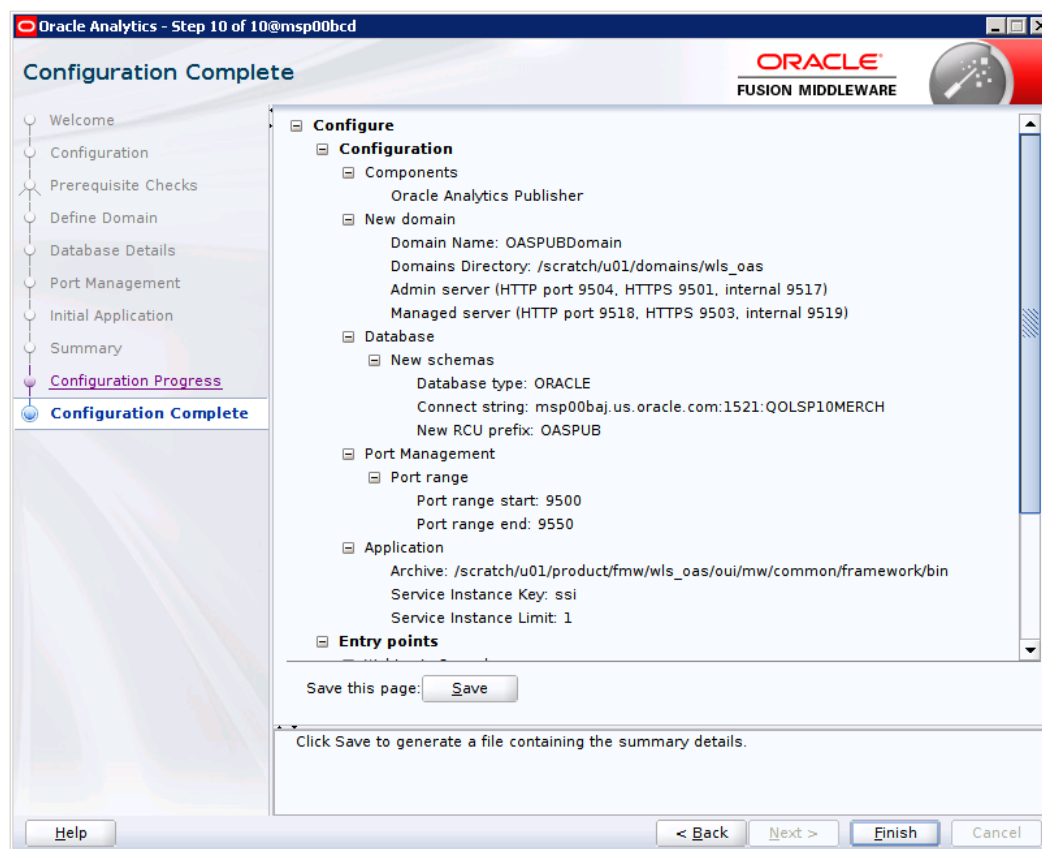 Oracle Analytics - Step 10 of 10@msp00bcd
Configuration Complete
ORACLE
FUSION MIDDLEWARE
Welcome
Configuration
Prerequisite Checks
Define Domain
Database Details
Port Management
Initial Application
Summary
Configuration Progress
Configuration Complete
Configure
Configuration
Components
Oracle Analytics Publisher
New domain
Domain Name: OASPUBDomain
Domains Directory: /scratch/u01/domains/wls_oas
Admin server (HTTP port 9504, HTTPS 9501, internal 9517)
Managed server (HTTP port 9518, HTTPS 9503, internal 9519)
Database
New schemas
Database type: ORACLE
Connect string: msp00baj.us.oracle.com:1521:QOLSP10MERCH
New RCU prefix: OASPUB
Port Management
Port range
Port range start: 9500
Port range end: 9550
Application
Archive: /scratch/u01/product/fmw/wls_oas/oui/mw/common/framework/bin
Service Instance Key: ssi
Service Instance Limit: 1
Entry points
Save this page: Save
Click Save to generate a file containing the summary details.
Help
< Back
Next >
Finish
Cancel